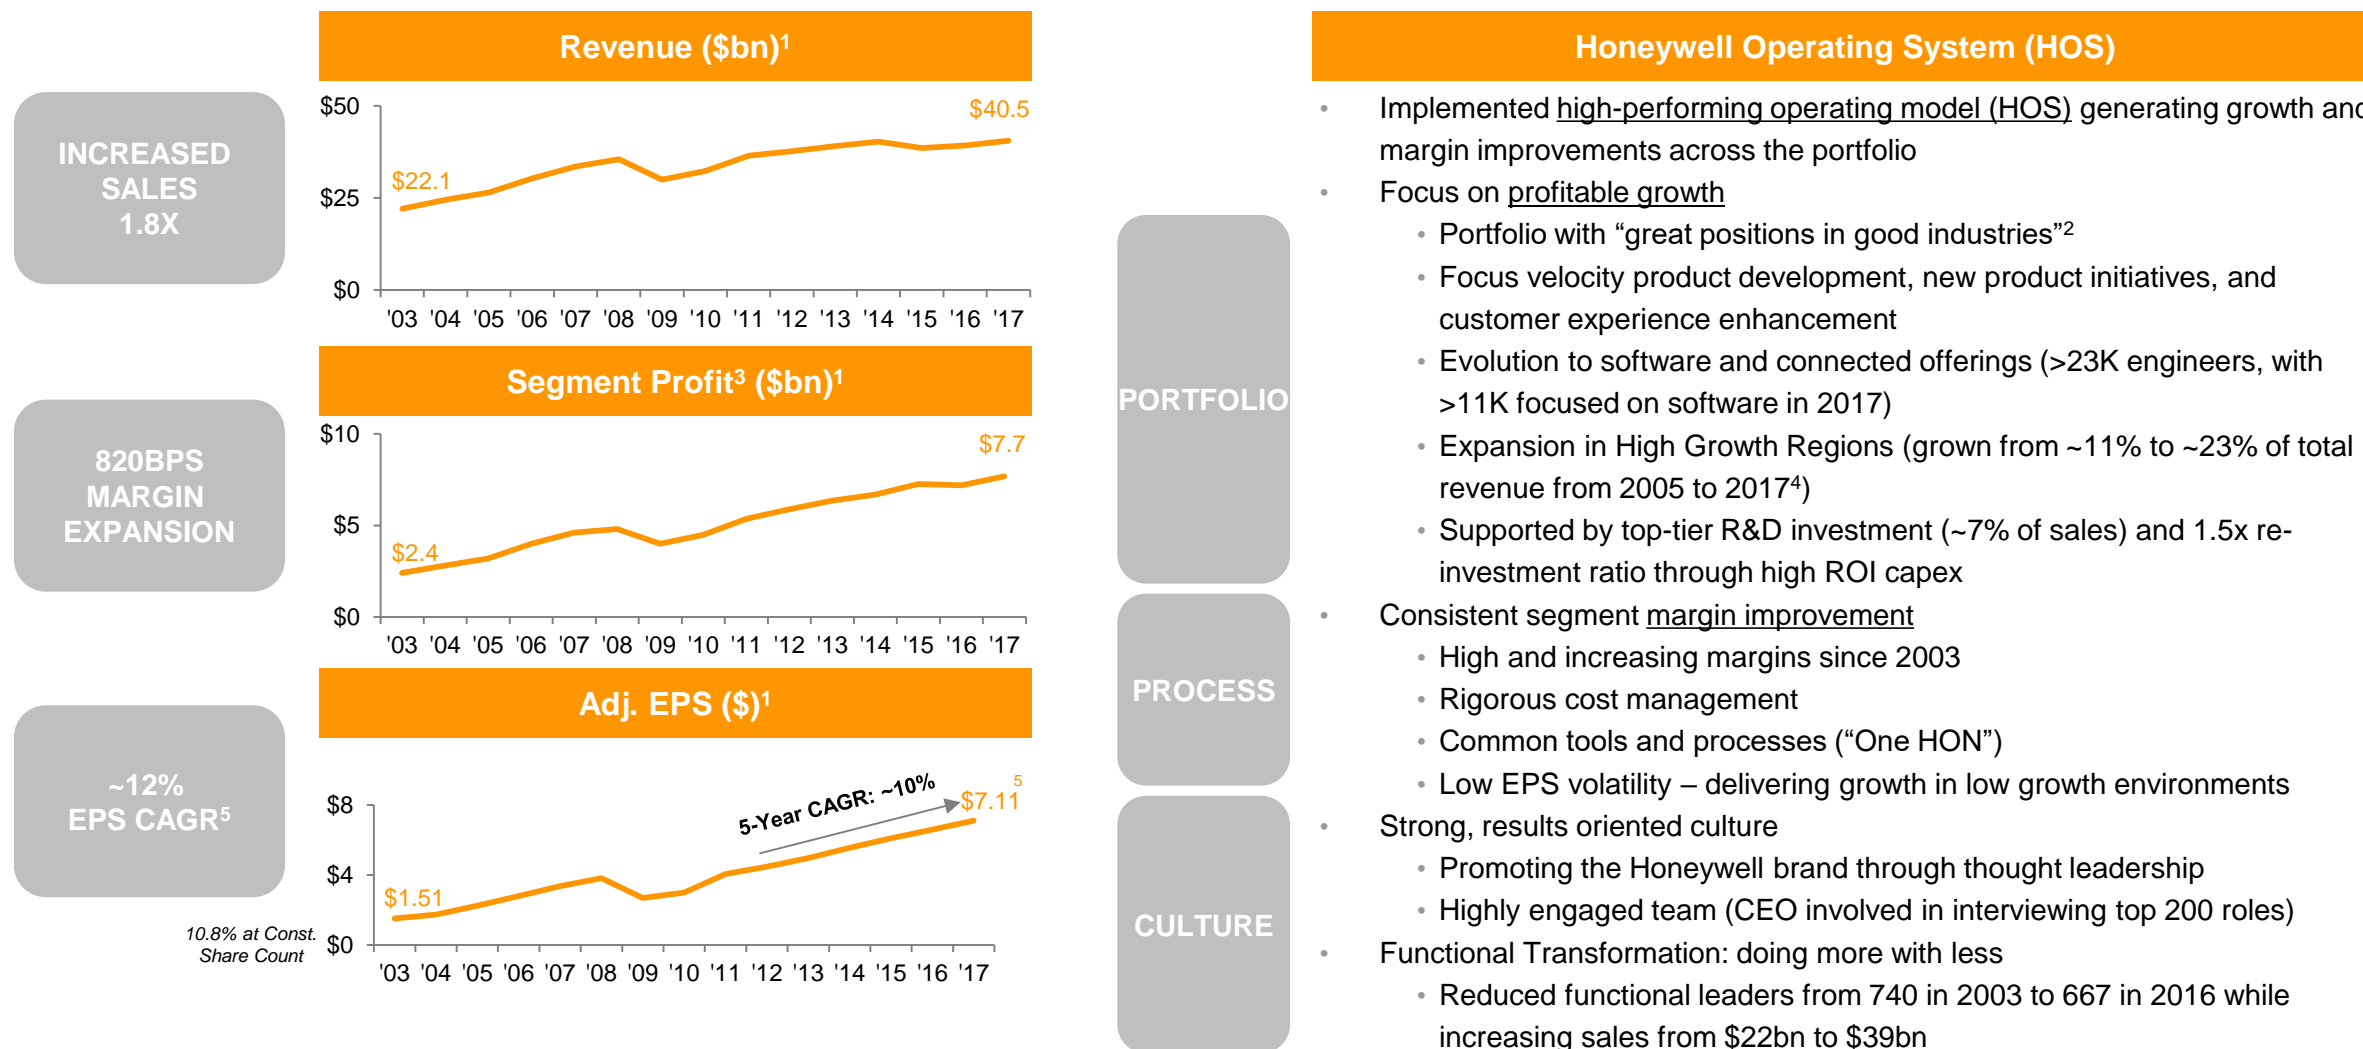 Revenue ($bn)1
INCREASED
SALES
1.8X
$50
$25
$0
$22.1
$40.5
'03 '04 '05 '06 '07 '08 '09 '10 '11 '12 '13 '14 '15 '16 '17
Segment Profit3 ($bn)1
820BPS
MARGIN
EXPANSION
$10
$5
$0
$2.4
$7.7
'03 '04 '05 '06 '07 '08 '09 '10 '11 '12 '13 '14 '15 '16 '17
Adj. EPS ($)1
~12%
EPS CAGR5
10.8% at Const.
Share Count
$8
$4
$0
$1.51
5-Year CAGR: ~10%
$7.115
'03 '04 '05 '06 '07 '08 '09 '10 '11 '12 '13 '14 '15 '16 '17
Honeywell Operating System (HOS)
PORTFOLIO
PROCESS
CULTURE
• Implemented high-performing operating model (HOS) generating growth and
margin improvements across the portfolio
• Focus on profitable growth
• Portfolio with “great positions in good industries”2
• Focus velocity product development, new product initiatives, and
customer experience enhancement
• Evolution to software and connected offerings (>23K engineers, with
>11K focused on software in 2017)
• Expansion in High Growth Regions (grown from ~11% to ~23% of total
revenue from 2005 to 20174)
• Supported by top-tier R&D investment (~7% of sales) and 1.5x re-
investment ratio through high ROI capex
• Consistent segment margin improvement
• High and increasing margins since 2003
• Rigorous cost management
• Common tools and processes (“One HON”)
• Low EPS volatility – delivering growth in low growth environments
• Strong, results oriented culture
• Promoting the Honeywell brand through thought leadership
• Highly engaged team (CEO involved in interviewing top 200 roles)
• Functional Transformation: doing more with less
• Reduced functional leaders from 740 in 2003 to 667 in 2016 while
increasing sales from $22bn to $39bn